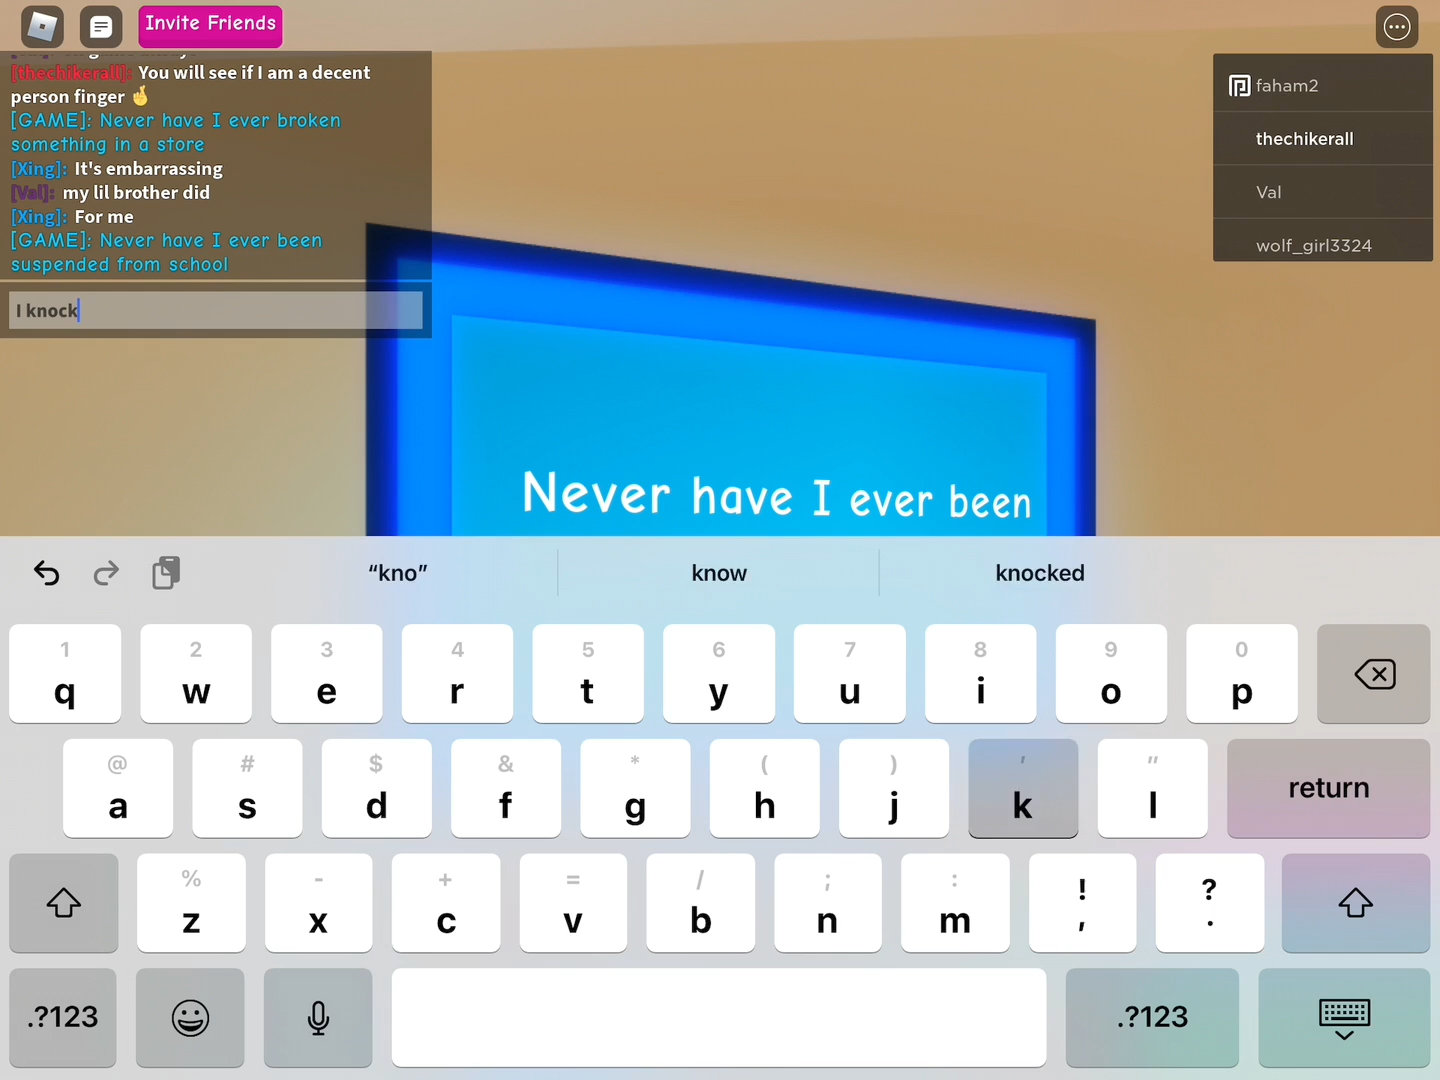 Invite Friends
[thechikerall]: You will see if I am a decent
person finger 🤞
[GAME]: Never have I ever broken
something in a store
[Xing]: It's embarrassing
[Val]: my lil brother did
[Xing]: For me
[GAME]: Never have I ever been
suspended from school
I knock
faham2
thechikerall
Val
wolf_girl3324
Never have I ever been
“kno” know knocked
1 2 3 4 5 6 7 8 9 0
q w e r t y u i o p
@ # $ & * ( ) ' "
a s d f g h j k l return
% - + = / ; : ! ?
z x c v b n m , .
.?123 .?123